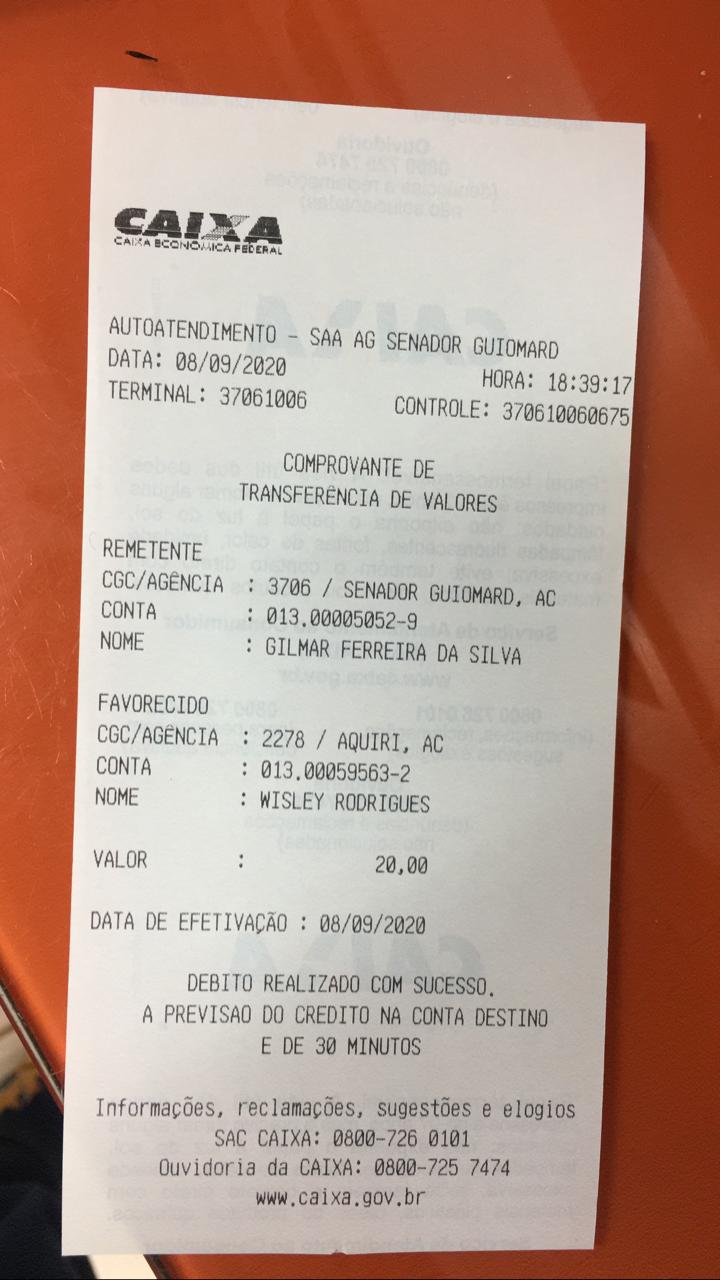 CAIXA
CAIXA ECONÔMICA FEDERAL
AUTOATENDIMENTO - SAA AG SENADOR GUIOMARD
DATA: 08/09/2020 HORA: 18:39:17
TERMINAL: 37061006 CONTROLE: 370610060675
COMPROVANTE DE
TRANSFERÊNCIA DE VALORES
REMETENTE
CGC/AGÊNCIA : 3706 / SENADOR GUIOMARD, AC
CONTA : 013.00005052-9
NOME : GILMAR FERREIRA DA SILVA
FAVORECIDO
CGC/AGÊNCIA : 2278 / AQUIRI, AC
CONTA : 013.00059563-2
NOME : WISLEY RODRIGUES
VALOR : 20,00
DATA DE EFETIVAÇÃO : 08/09/2020
DEBITO REALIZADO COM SUCESSO.
A PREVISAO DO CREDITO NA CONTA DESTINO
E DE 30 MINUTOS
Informações, reclamações, sugestões e elogios
SAC CAIXA: 0800-726 0101
Ouvidoria da CAIXA: 0800-725 7474
www.caixa.gov.br